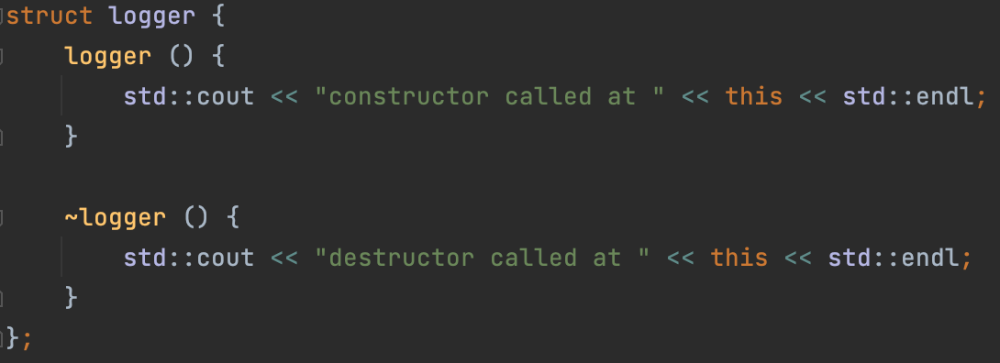 struct logger {
    logger () {
        std::cout << "constructor called at " << this << std::endl;
    }

    ~logger () {
        std::cout << "destructor called at " << this << std::endl;
    }
};